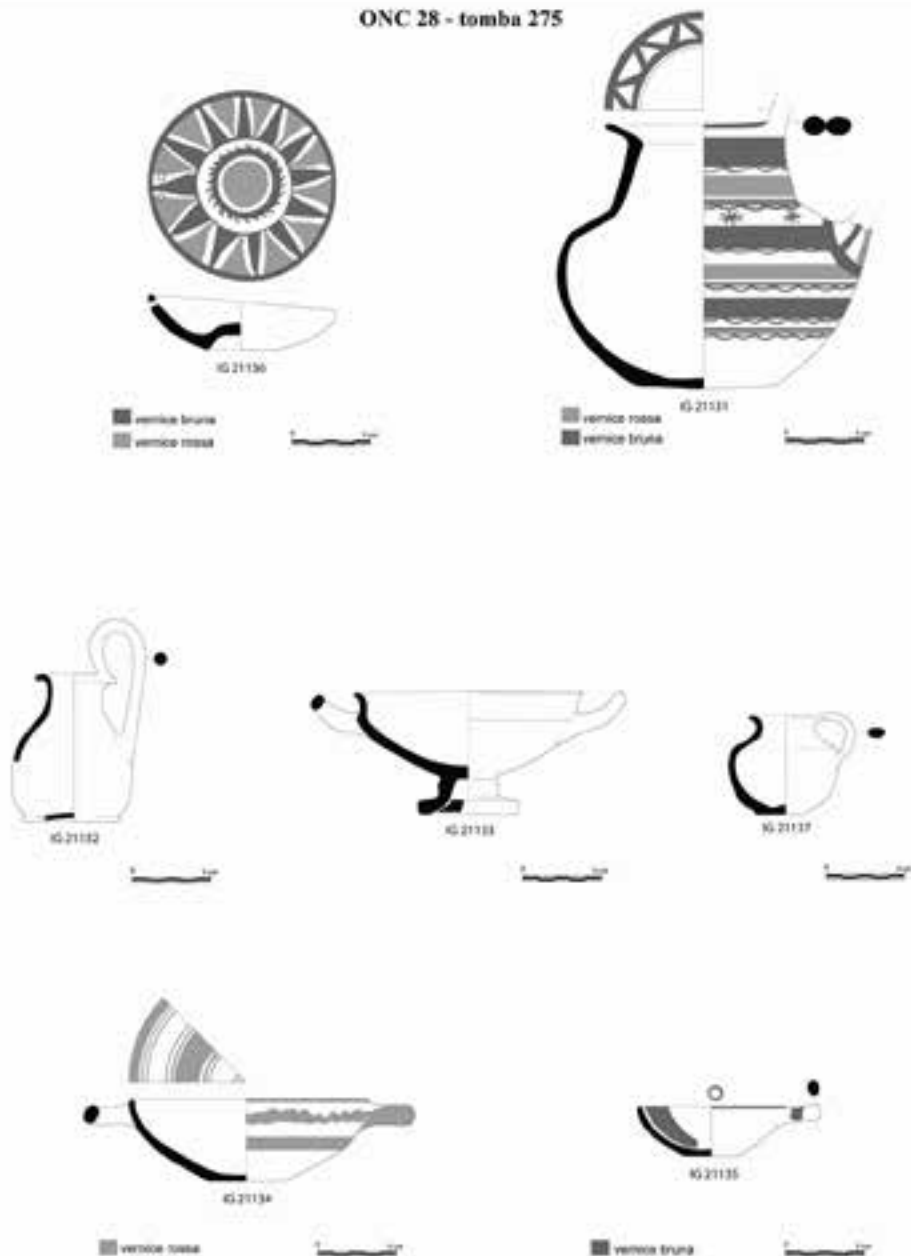 ONC 28 - tomba 275
IG 21136
vernice bruna
vernice rossa
IG 21131
vernice rossa
vernice bruna
IG 21132
IG 21133
IG 21137
IG 21134
IG 21135
vernice rossa
vernice bruna